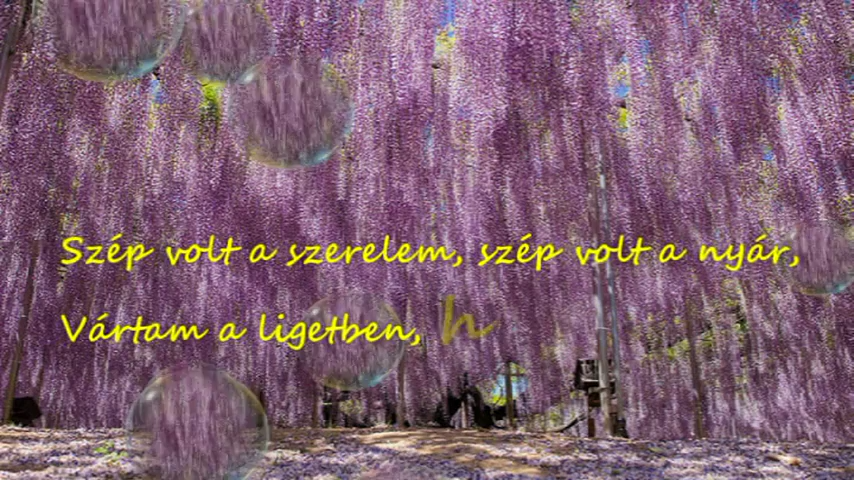 Szép volt a szerelem, szép volt a nyár,
Vártam a ligetben, h